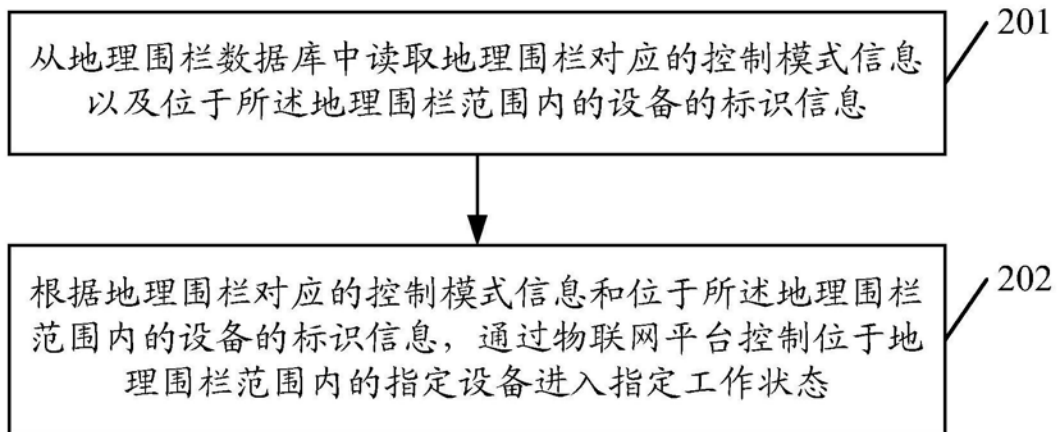 从地理围栏数据库中读取地理围栏对应的控制模式信息
以及位于所述地理围栏范围内的设备的标识信息
201
根据地理围栏对应的控制模式信息和位于所述地理围栏
范围内的设备的标识信息，通过物联网平台控制位于地
理围栏范围内的指定设备进入指定工作状态
202